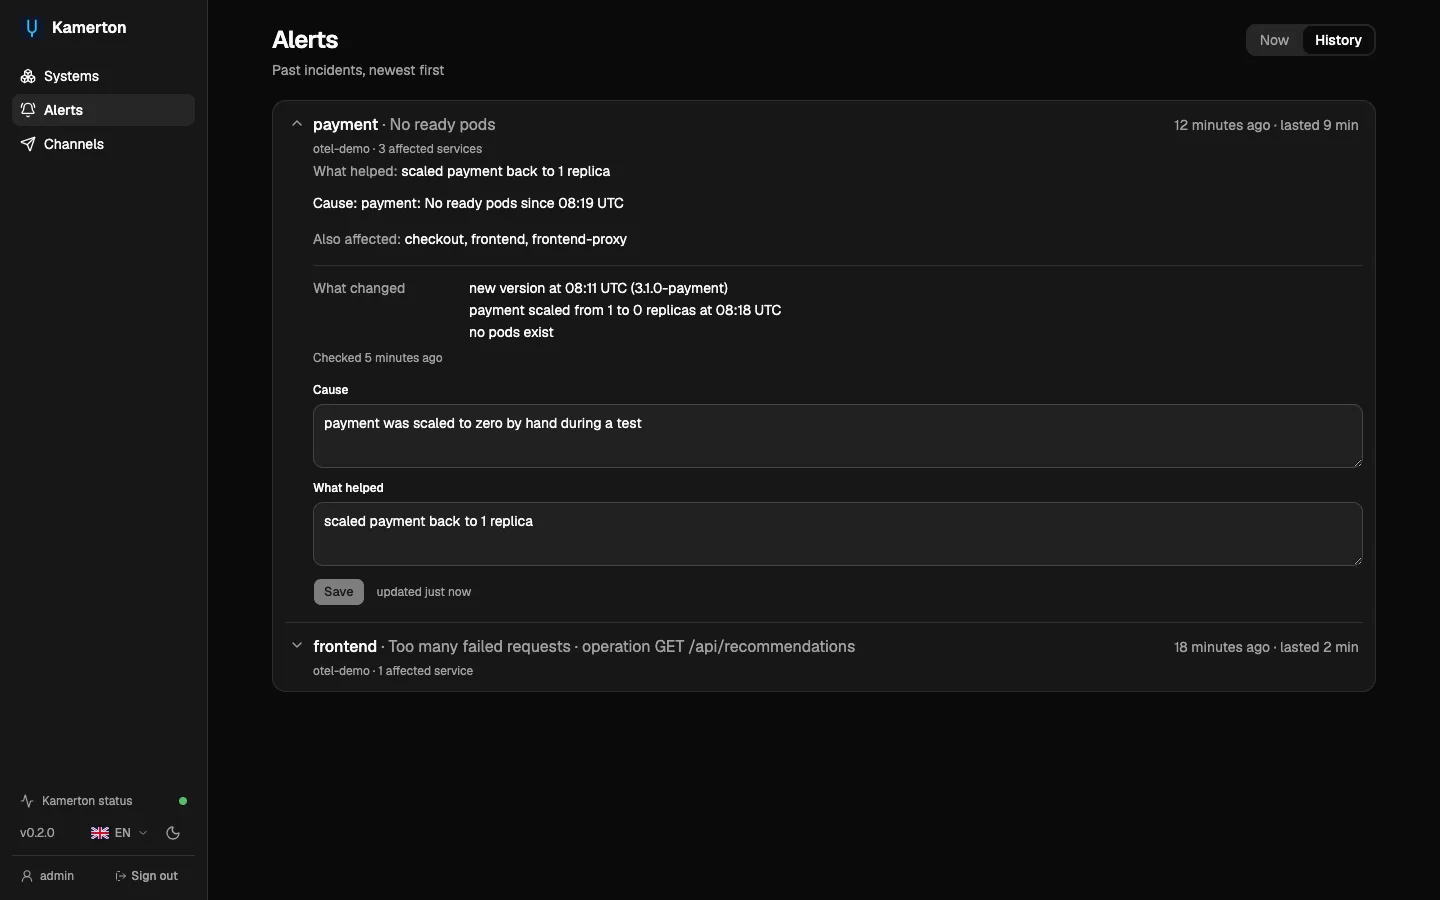 Kamerton
Systems
Alerts
Channels
Kamerton status
v0.2.0
EN
admin
Sign out
Alerts
Past incidents, newest first
Now
History
payment · No ready pods
12 minutes ago · lasted 9 min
otel-demo · 3 affected services
What helped: scaled payment back to 1 replica
Cause: payment: No ready pods since 08:19 UTC
Also affected: checkout, frontend, frontend-proxy
What changed
new version at 08:11 UTC (3.1.0-payment)
payment scaled from 1 to 0 replicas at 08:18 UTC
no pods exist
Checked 5 minutes ago
Cause
payment was scaled to zero by hand during a test
What helped
scaled payment back to 1 replica
Save
updated just now
frontend · Too many failed requests · operation GET /api/recommendations
18 minutes ago · lasted 2 min
otel-demo · 1 affected service